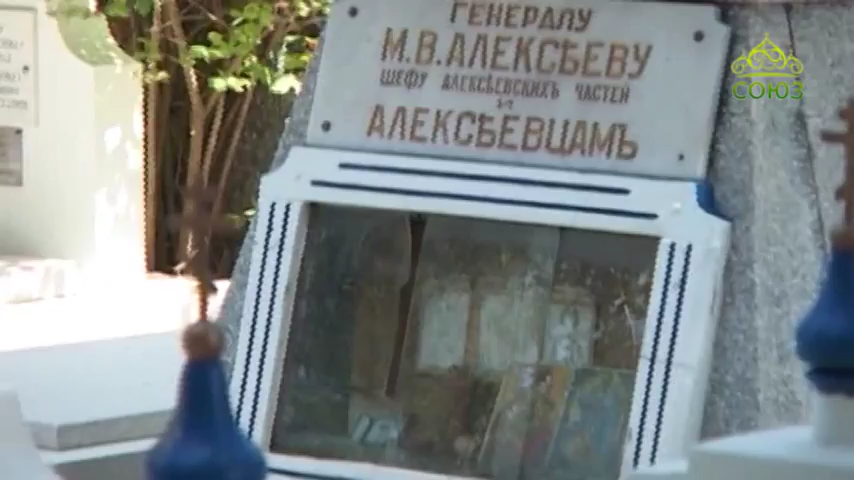 ГЕНЕРАЛУ
М.В.АЛЕКСѢЕВУ
ШЕФУ АЛЕКСѢЕВСКИХЪ ЧАСТЕЙ
и
АЛЕКСѢЕВЦАМЪ
СОЮЗ